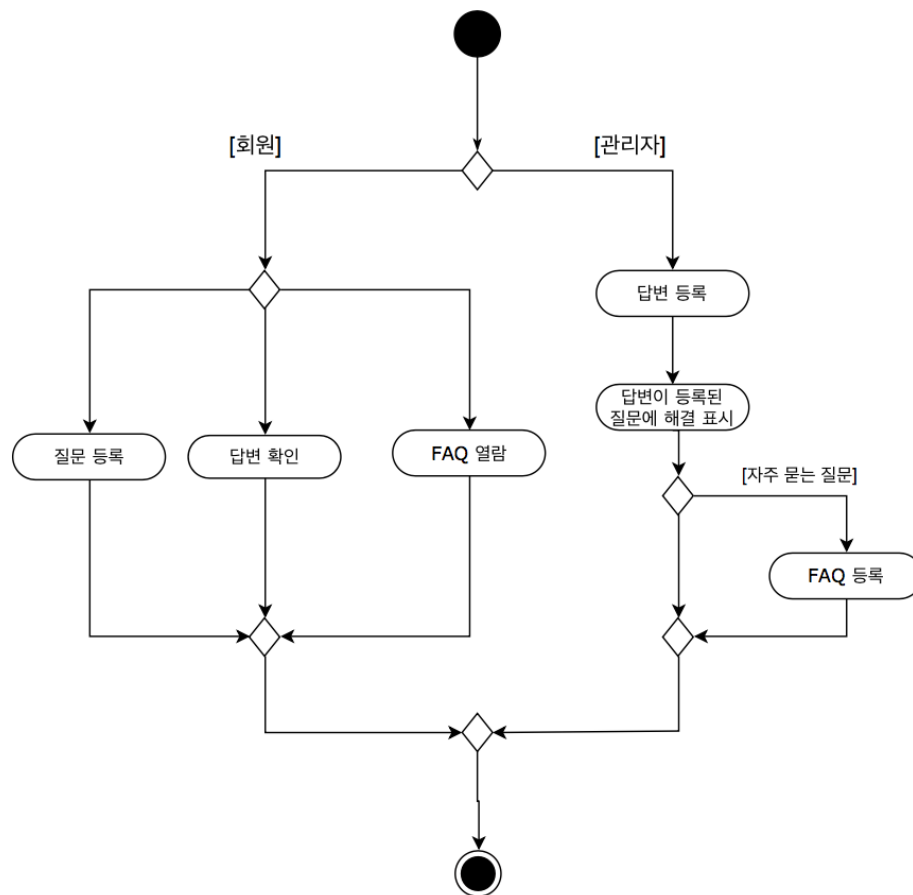 [회원]
[관리자]
답변 등록
답변이 등록된
질문에 해결 표시
질문 등록
답변 확인
FAQ 열람
[자주 묻는 질문]
FAQ 등록